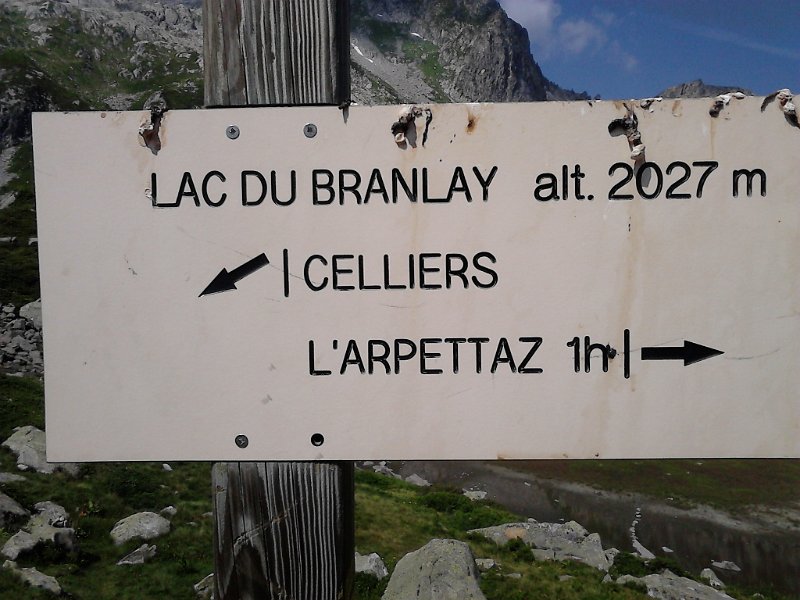 LAC DU BRANLAY alt. 2027 m
CELLIERS
L'ARPETTAZ 1h